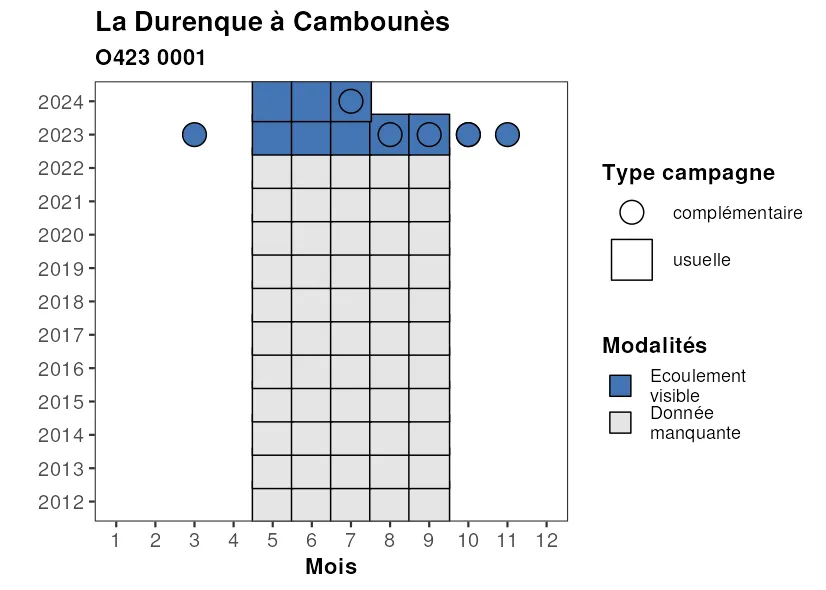 La Durenque à Cambounès
O423 0001
2024
2023
2022
2021
2020
2019
2018
2017
2016
2015
2014
2013
2012
1 2 3 4 5 6 7 8 9 10 11 12
Mois
Type campagne
complémentaire
usuelle
Modalités
Ecoulement
visible
Donnée
manquante